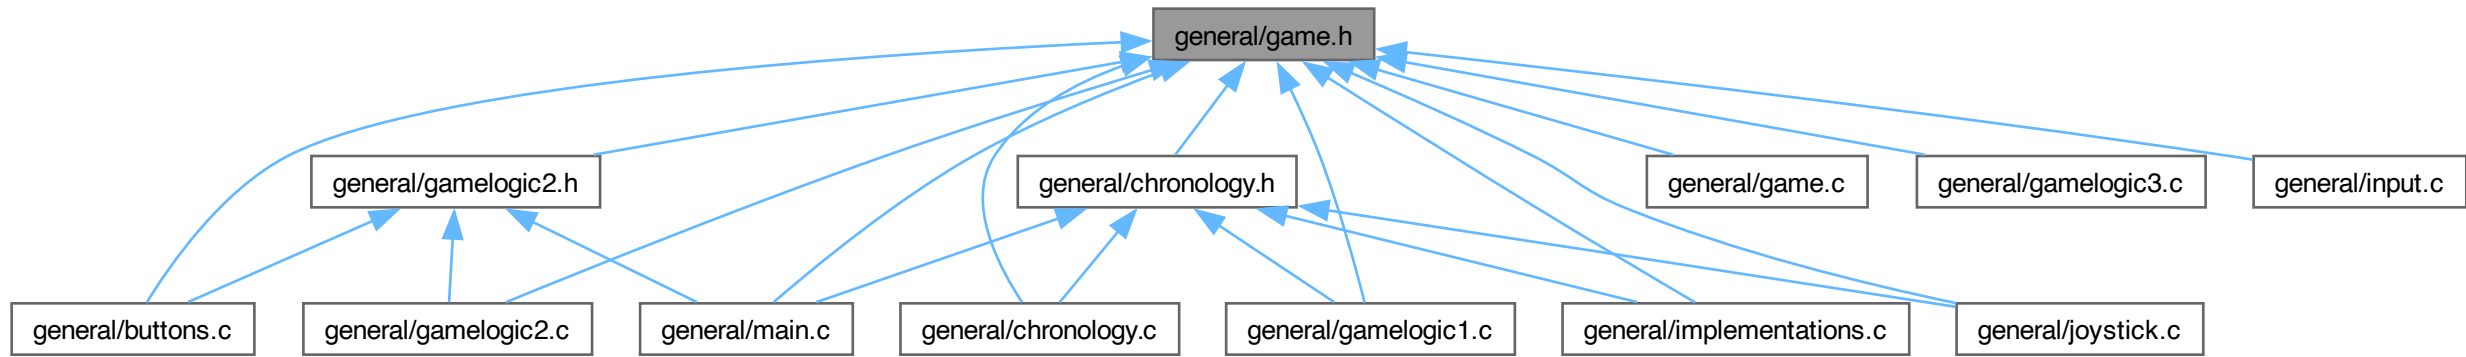 general/game.h
general/gamelogic2.h
general/chronology.h
general/game.c
general/gamelogic3.c
general/input.c
general/buttons.c
general/gamelogic2.c
general/main.c
general/chronology.c
general/gamelogic1.c
general/implementations.c
general/joystick.c